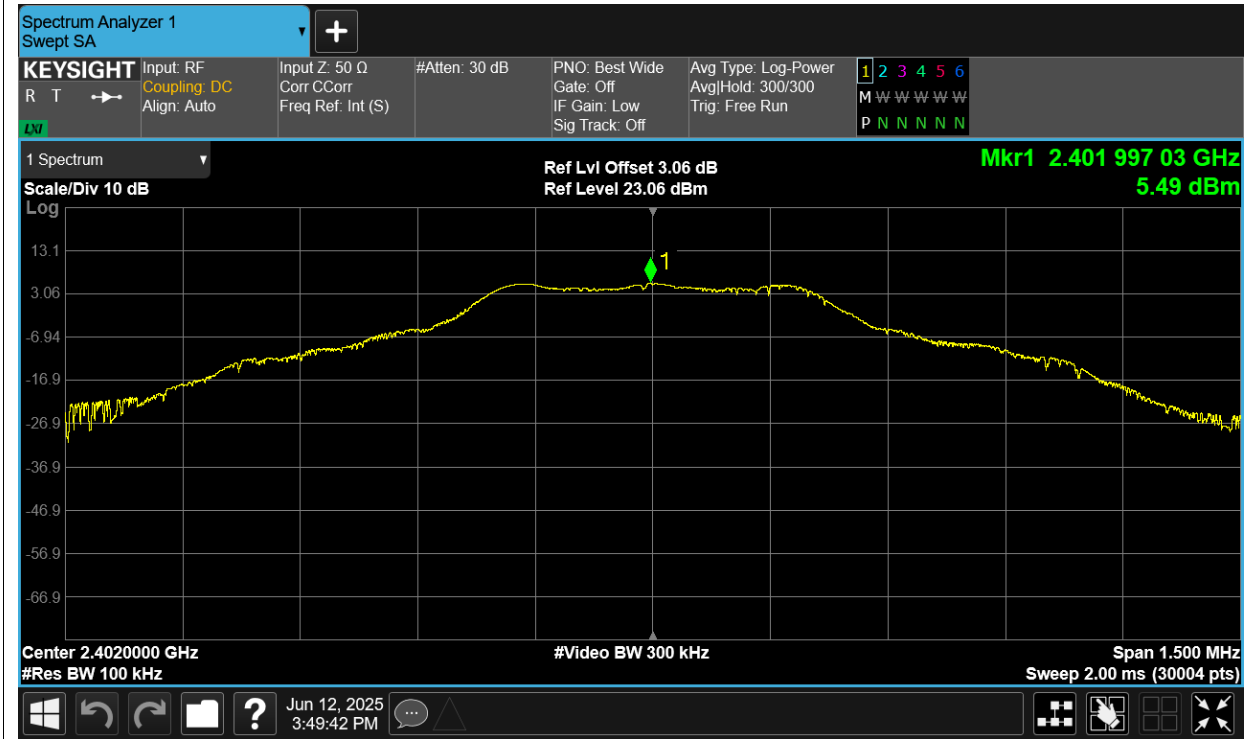 Spectrum Analyzer 1
Swept SA
+
KEYSIGHT
R T
LXI
Input: RF
Coupling: DC
Align: Auto
Input Z: 50 Ω
Corr CCorr
Freq Ref: Int (S)
#Atten: 30 dB
PNO: Best Wide
Gate: Off
IF Gain: Low
Sig Track: Off
Avg Type: Log-Power
Avg|Hold: 300/300
Trig: Free Run
1 2 3 4 5 6
M W W W W W
P N N N N N
1 Spectrum
Scale/Div 10 dB
Log
Ref Lvl Offset 3.06 dB
Ref Level 23.06 dBm
Mkr1 2.401 997 03 GHz
5.49 dBm
13.1
3.06
-6.94
-16.9
-26.9
-36.9
-46.9
-56.9
-66.9
1
Center 2.4020000 GHz
#Res BW 100 kHz
#Video BW 300 kHz
Span 1.500 MHz
Sweep 2.00 ms (30004 pts)
?
Jun 12, 2025
3:49:42 PM